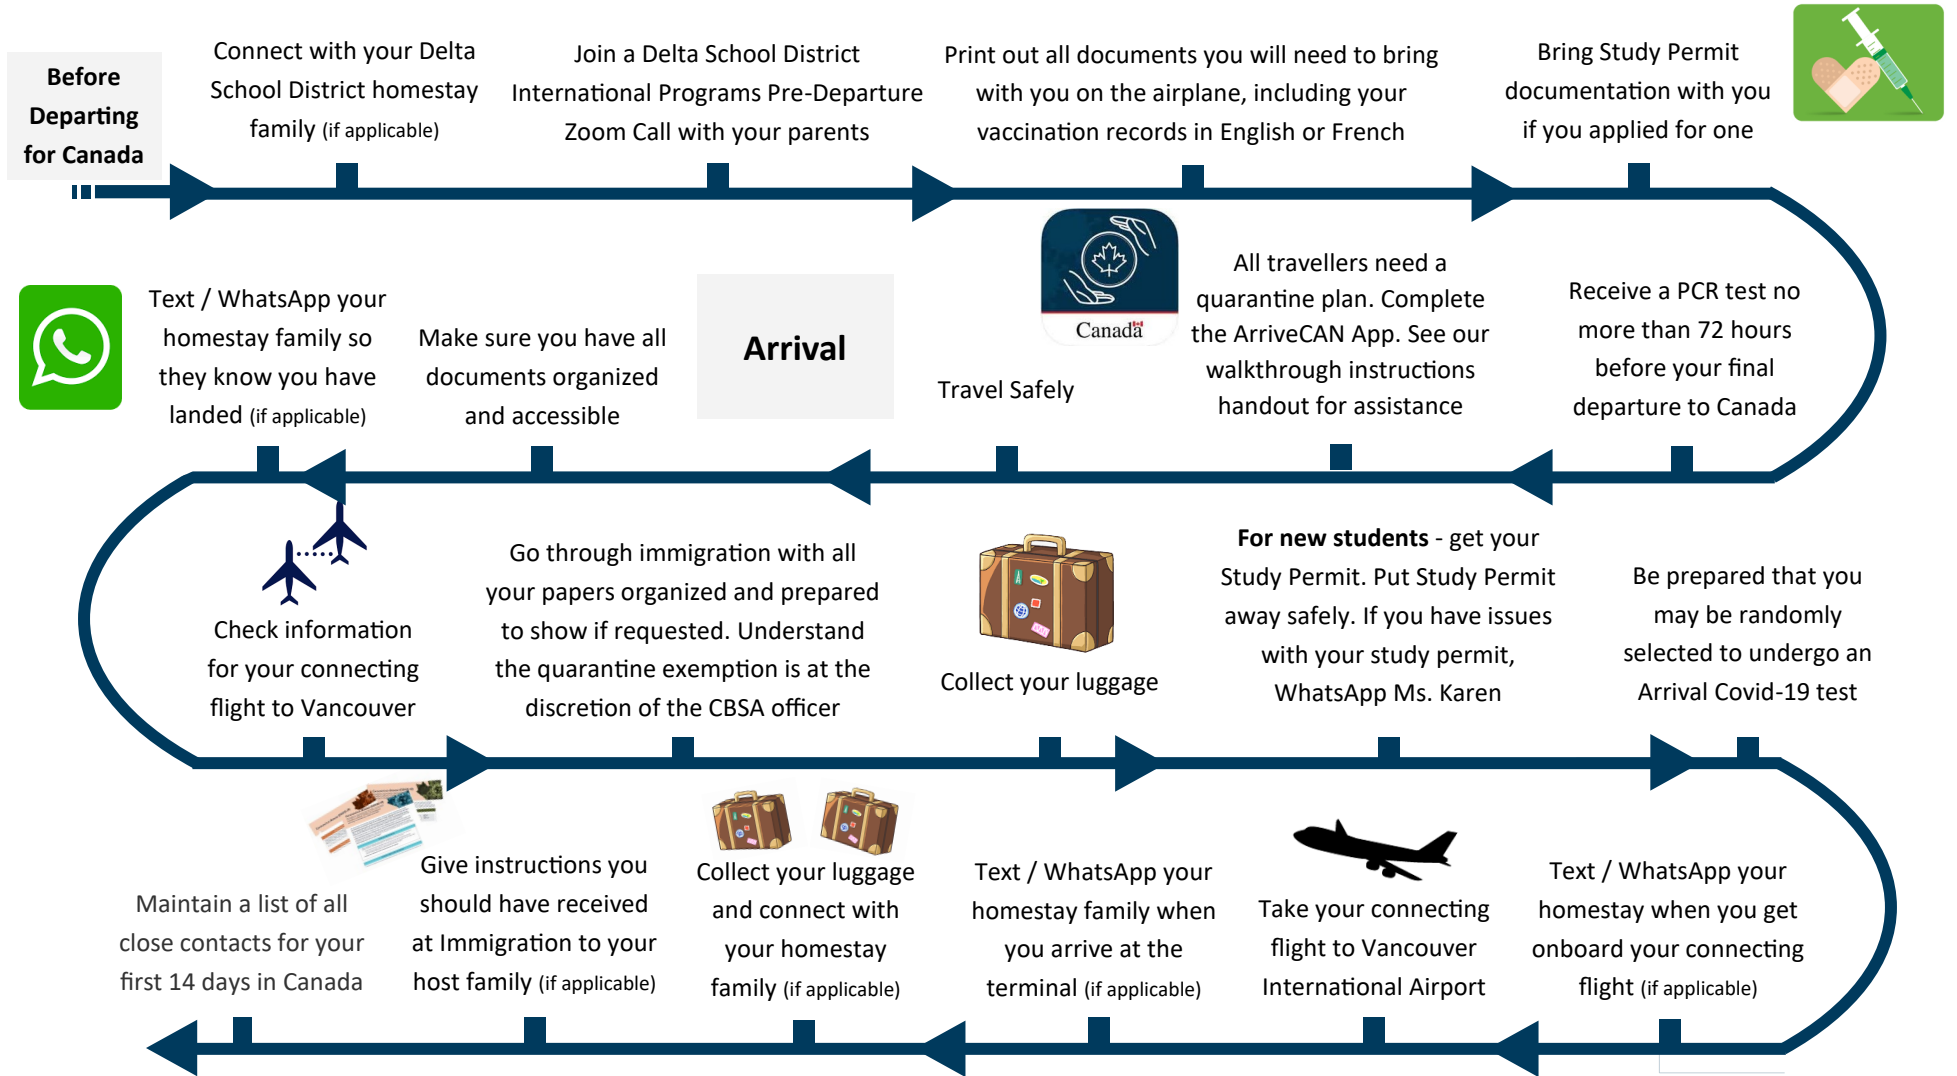 Before
Departing
for Canada
Connect with your Delta
School District homestay
family (if applicable)
Join a Delta School District
International Programs Pre-Departure
Zoom Call with your parents
Print out all documents you will need to bring
with you on the airplane, including your
vaccination records in English or French
Bring Study Permit
documentation with you
if you applied for one
Receive a PCR test no
more than 72 hours
before your final
departure to Canada
All travellers need a
quarantine plan. Complete
the ArriveCAN App. See our
walkthrough instructions
handout for assistance
Canada
Travel Safely
Arrival
Make sure you have all
documents organized
and accessible
Text / WhatsApp your
homestay family so
they know you have
landed (if applicable)
Check information
for your connecting
flight to Vancouver
Go through immigration with all
your papers organized and prepared
to show if requested. Understand
the quarantine exemption is at the
discretion of the CBSA officer
Collect your luggage
For new students - get your
Study Permit. Put Study Permit
away safely. If you have issues
with your study permit,
WhatsApp Ms. Karen
Be prepared that you
may be randomly
selected to undergo an
Arrival Covid-19 test
Text / WhatsApp your
homestay when you get
onboard your connecting
flight (if applicable)
Take your connecting
flight to Vancouver
International Airport
Text / WhatsApp your
homestay family when
you arrive at the
terminal (if applicable)
Collect your luggage
and connect with
your homestay
family (if applicable)
Give instructions you
should have received
at Immigration to your
host family (if applicable)
Maintain a list of all
close contacts for your
first 14 days in Canada